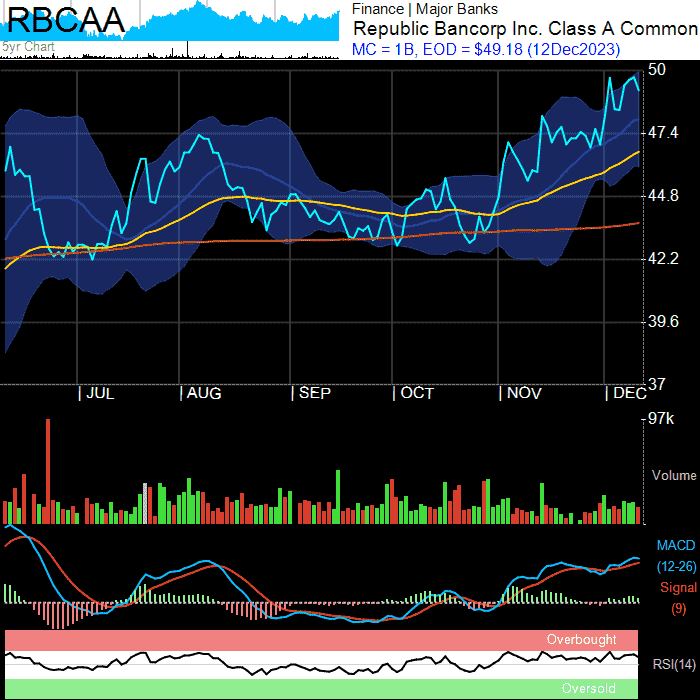 RBCAA
5yr Chart
Finance | Major Banks
Republic Bancorp Inc. Class A Common
MC = 1B, EOD = $49.18 (12Dec2023)
50
47.4
44.8
42.2
39.6
37
| JUL | AUG | SEP | OCT | NOV | DEC
97k
Volume
MACD
(12-26)
Signal
(9)
Overbought
RSI(14)
Oversold